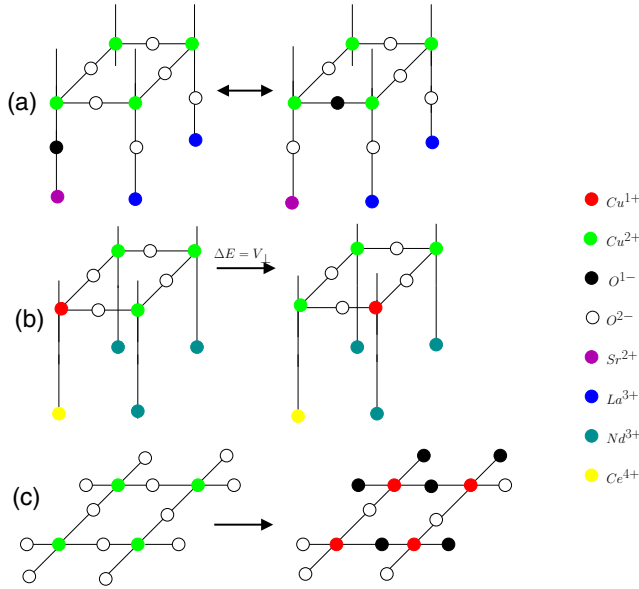 (a)
(b)
ΔE = V⊥
(c)
Cu¹⁺
Cu²⁺
O¹⁻
O²⁻
Sr²⁺
La³⁺
Nd³⁺
Ce⁴⁺